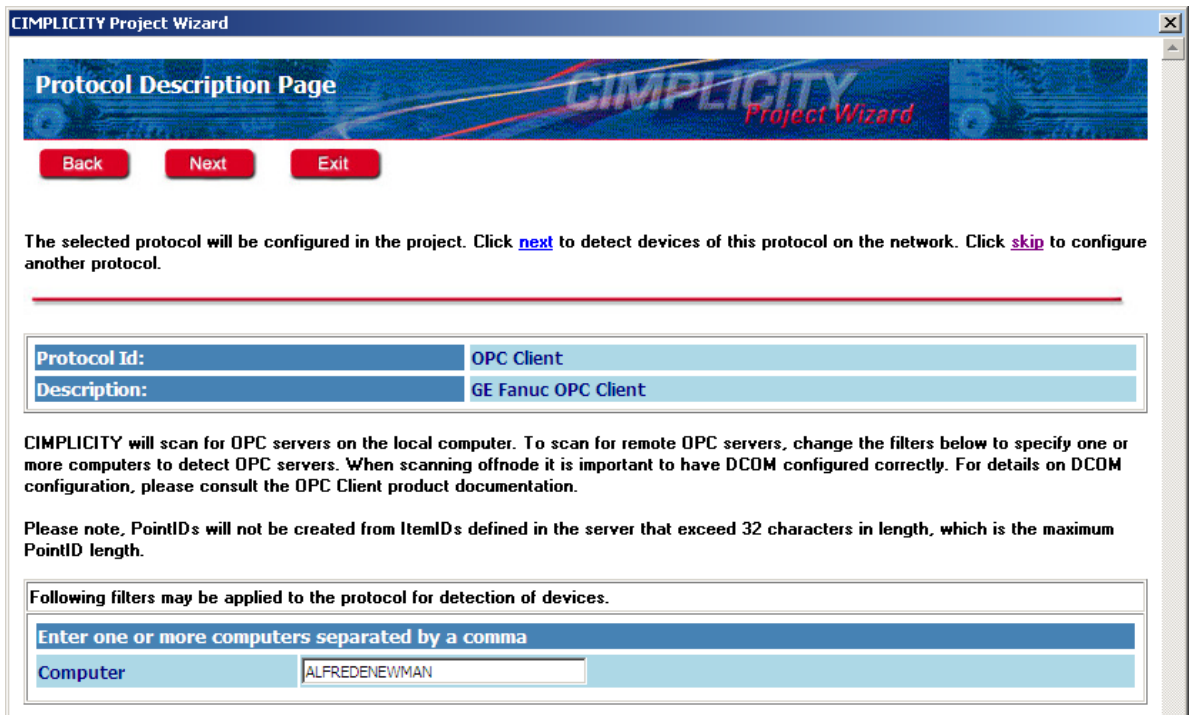 CIMPLICITY Project Wizard
Protocol Description Page
CIMPLICITY
Project Wizard
Back Next Exit
The selected protocol will be configured in the project. Click next to detect devices of this protocol on the network. Click skip to configure
another protocol.
Protocol Id: OPC Client
Description: GE Fanuc OPC Client
CIMPLICITY will scan for OPC servers on the local computer. To scan for remote OPC servers, change the filters below to specify one or
more computers to detect OPC servers. When scanning offnode it is important to have DCOM configured correctly. For details on DCOM
configuration, please consult the OPC Client product documentation.
Please note, PointIDs will not be created from ItemIDs defined in the server that exceed 32 characters in length, which is the maximum
PointID length.
Following filters may be applied to the protocol for detection of devices.
Enter one or more computers separated by a comma
Computer ALFREDENEWMAN